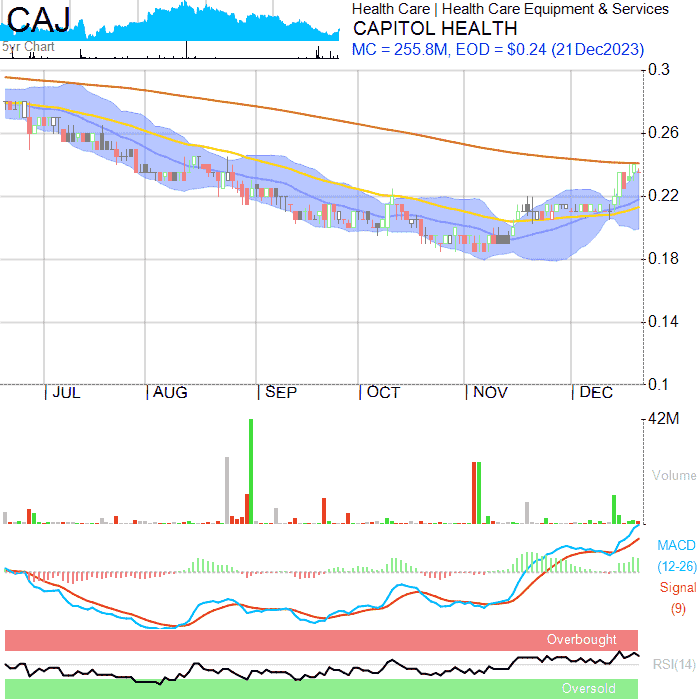 CAJ
5yr Chart
Health Care | Health Care Equipment & Services
CAPITOL HEALTH
MC = 255.8M, EOD = $0.24 (21Dec2023)
0.3
0.26
0.22
0.18
0.14
0.1
JUL AUG SEP OCT NOV DEC
42M
Volume
MACD
(12-26)
Signal
(9)
Overbought
RSI(14)
Oversold